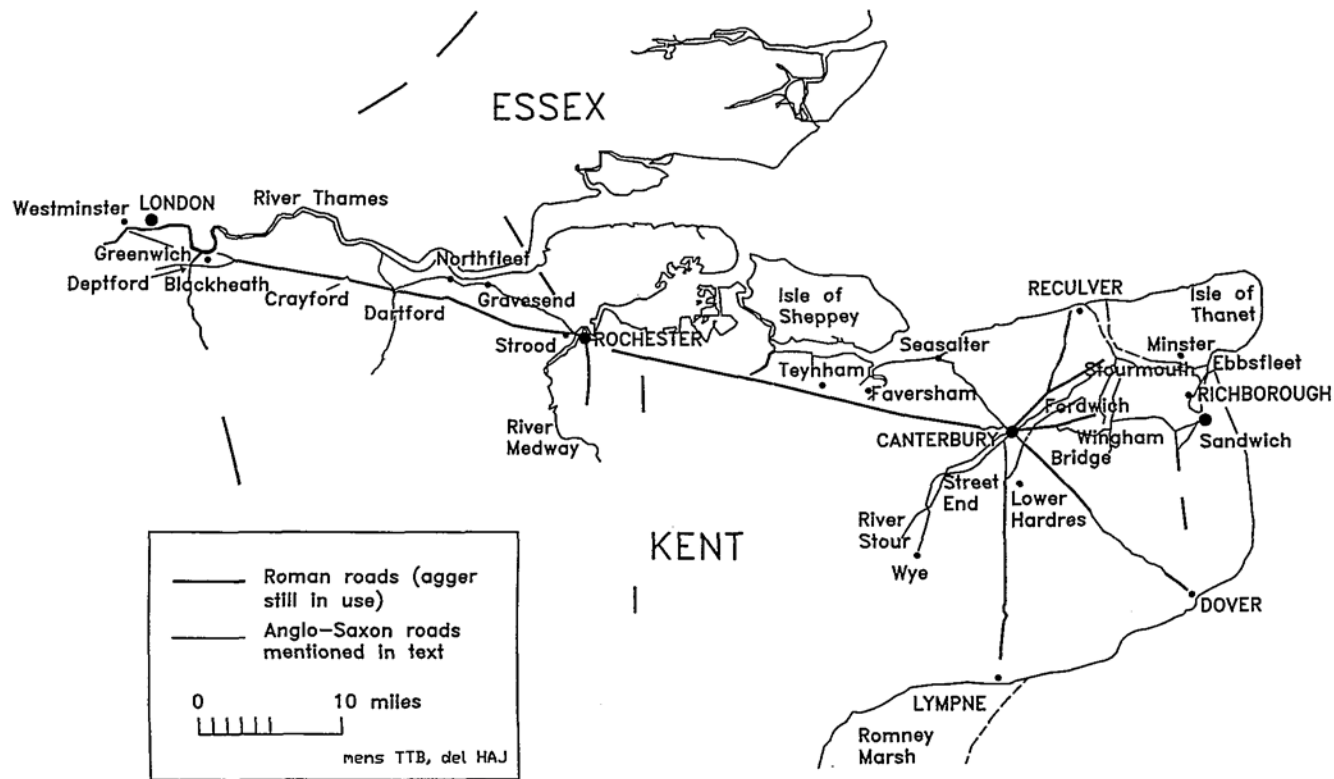 ESSEX
Westminster
LONDON
River Thames
Greenwich
Deptford
Blackheath
Crayford
Dartford
Northfleet
Gravesend
Strood
ROCHESTER
River
Medway
Isle of
Sheppey
Teyhham
Faversham
Seasalter
RECULVER
Isle of
Thanet
Minster
Ebbsfleet
Stourmouth
RICHBOROUGH
Fordwich
CANTERBURY
Wingham
Sandwich
Bridge
Street
End
Lower
Hardres
River
Stour
Wye
KENT
DOVER
LYMPNE
Romney
Marsh
Roman roads (agger
still in use)
Anglo-Saxon roads
mentioned in text
0 10 miles
mens TTB, del HAJ